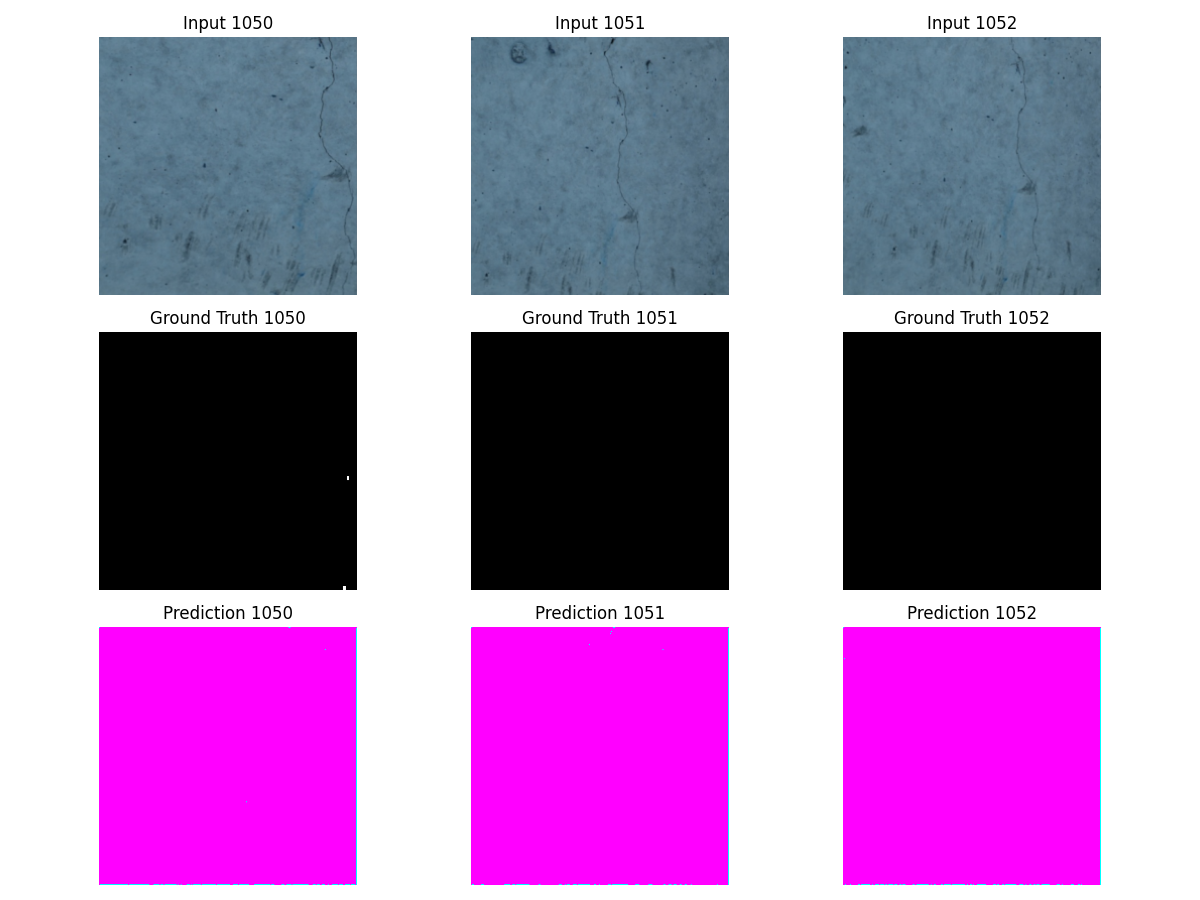 Input 1050
Input 1051
Input 1052
Ground Truth 1050
Ground Truth 1051
Ground Truth 1052
Prediction 1050
Prediction 1051
Prediction 1052